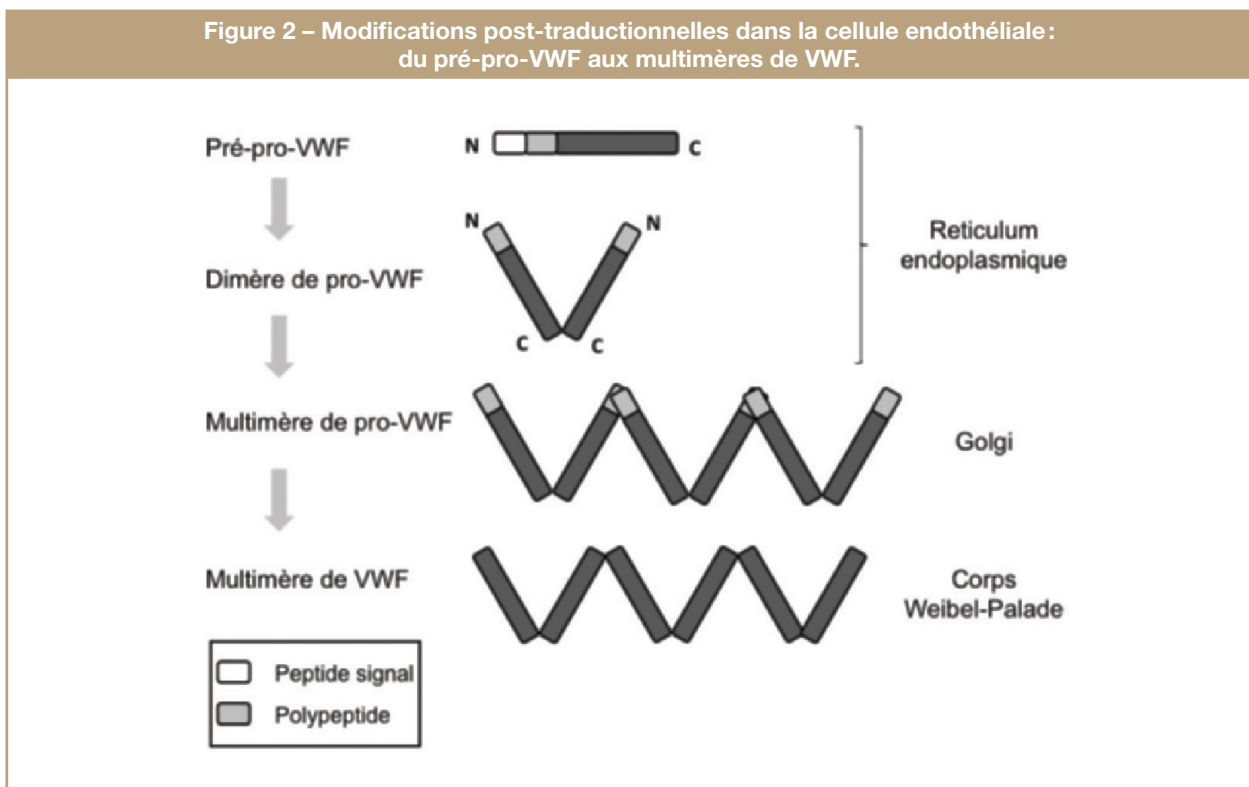 Figure 2 – Modifications post-traductionnelles dans la cellule endothéliale:
du pré-pro-VWF aux multimères de VWF.
Pré-pro-VWF
N
C
N
N
Reticulum
endoplasmique
Dimère de pro-VWF
C
C
Multimère de pro-VWF
Golgi
Multimère de VWF
Corps
Weibel-Palade
Peptide signal
Polypeptide